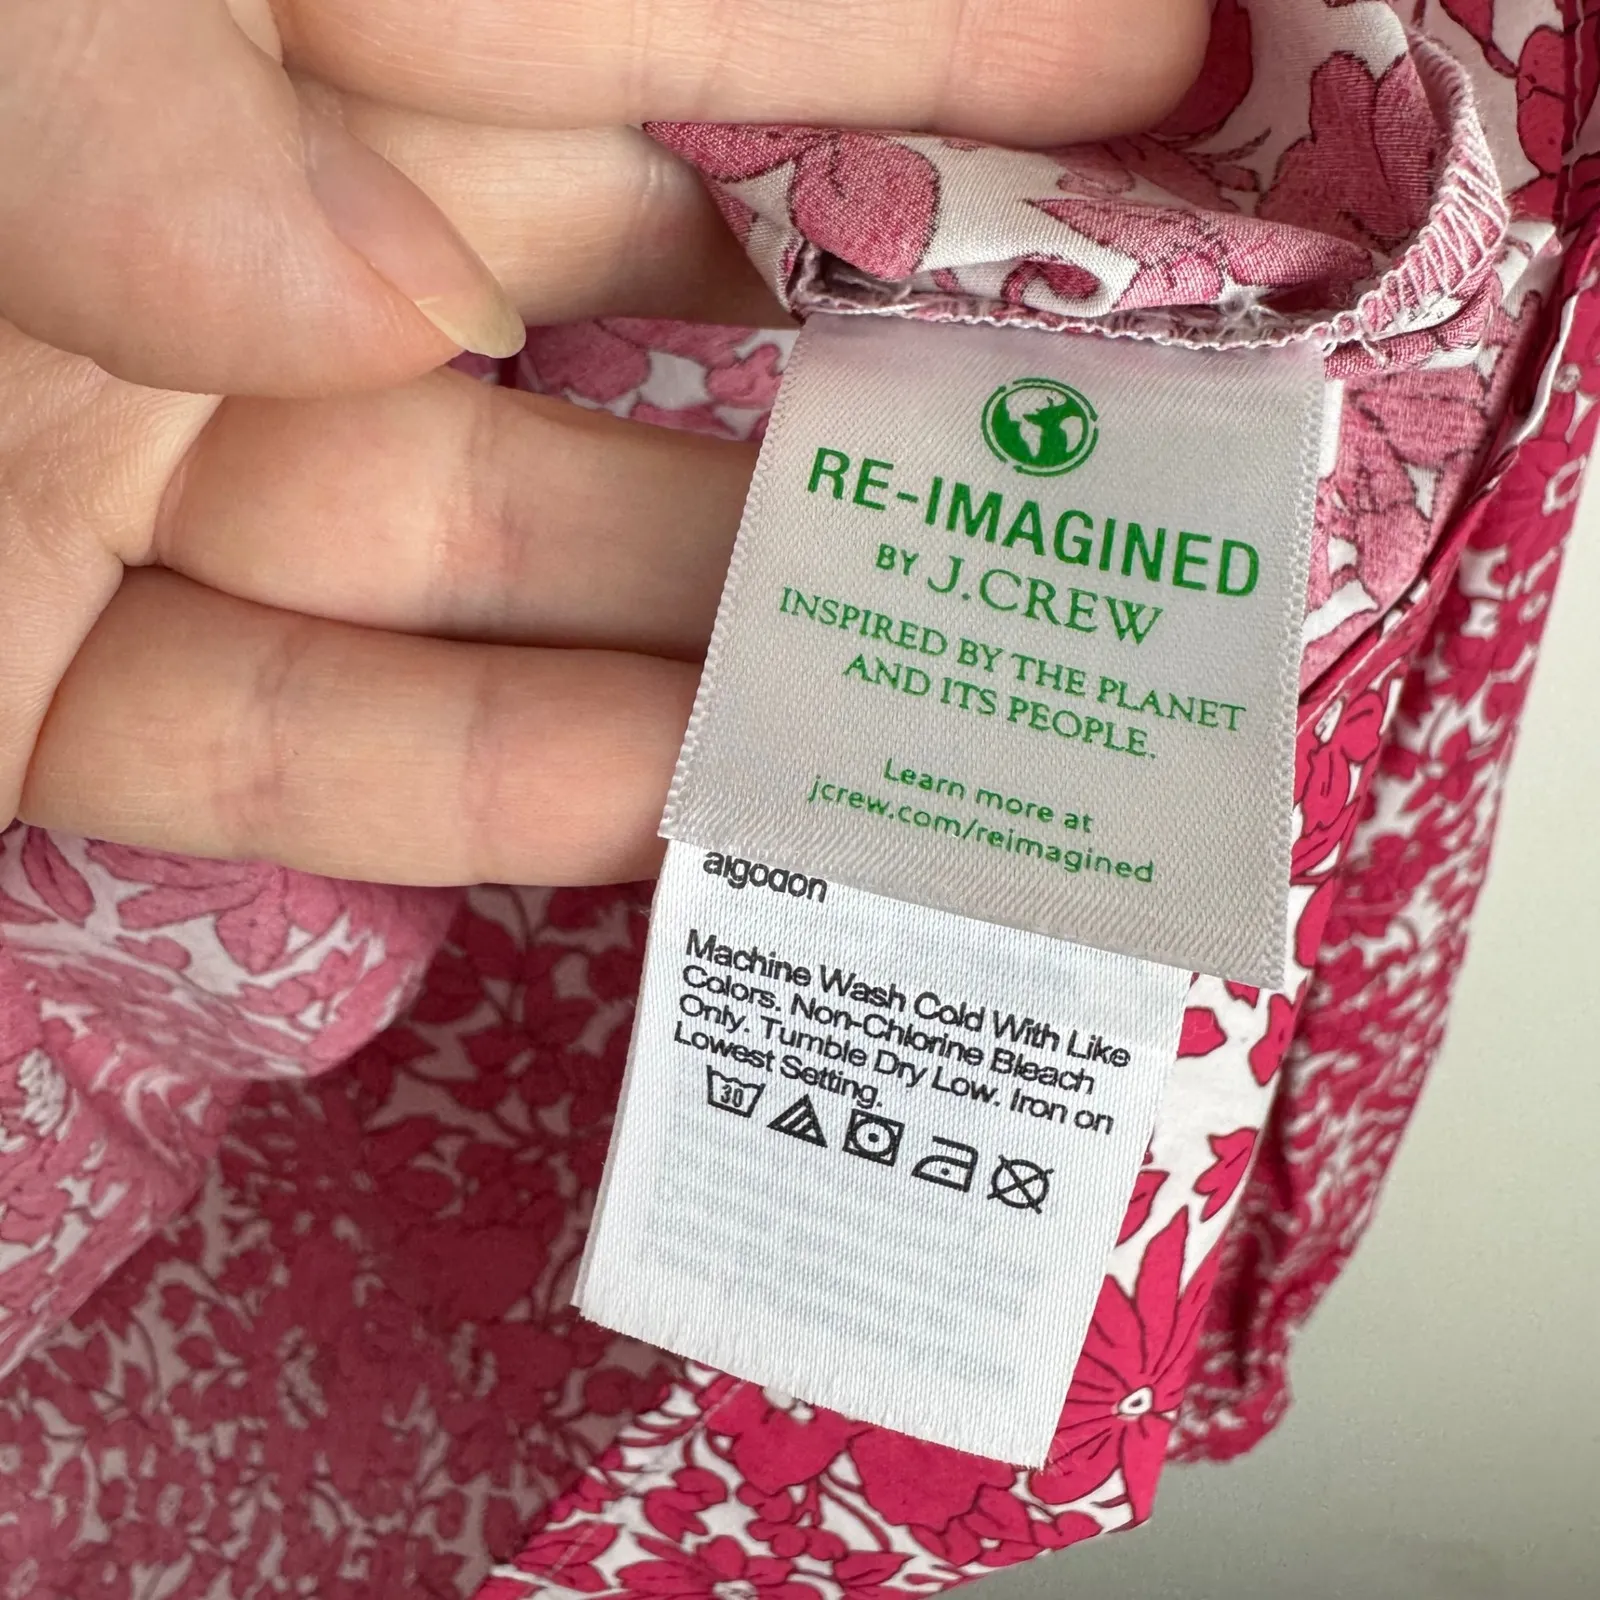 RE-IMAGINED
BY J.CREW
INSPIRED BY THE PLANET
AND ITS PEOPLE.
Learn more at
jcrew.com/reimagined
algodon
Machine Wash Cold With Like
Colors. Non-Chlorine Bleach
Only. Tumble Dry Low. Iron on
Lowest Setting.
30